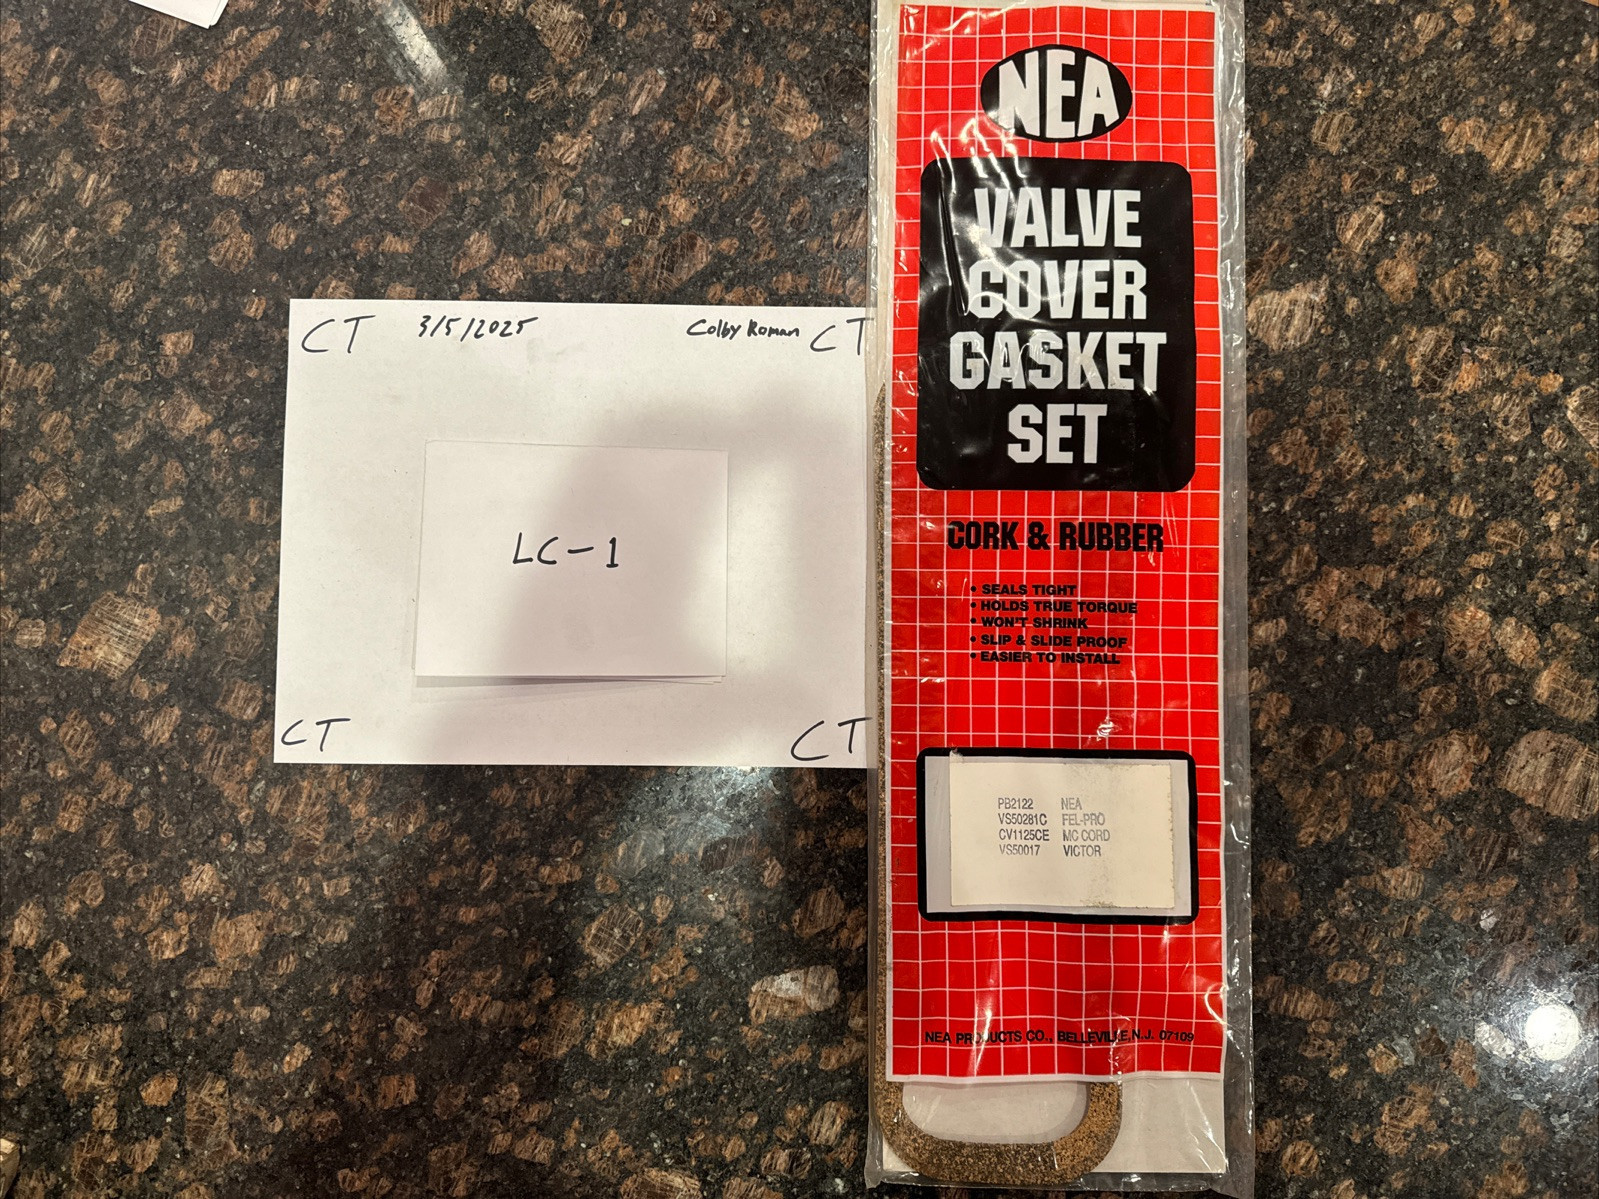 CT 3/5/2025 Colby Roman CT
LC-1
CT CT
NEA
VALVE
COVER
GASKET
SET
CORK & RUBBER
• SEALS TIGHT
• HOLDS TRUE TORQUE
• WON'T SHRINK
• SLIP & SLIDE PROOF
• EASIER TO INSTALL
PB2122 NEA
VS50281C FEL-PRO
CV1125CE MC CORD
VS50017 VICTOR
NEA PRODUCTS CO., BELLEVILLE, N.J. 07109